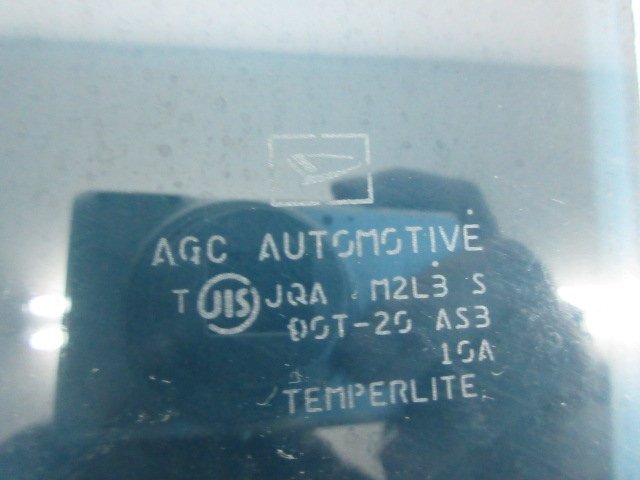 AGC AUTOMOTIVE
T JIS JQA M2L3 S
DOT-20 AS3
10A
TEMPERLITE